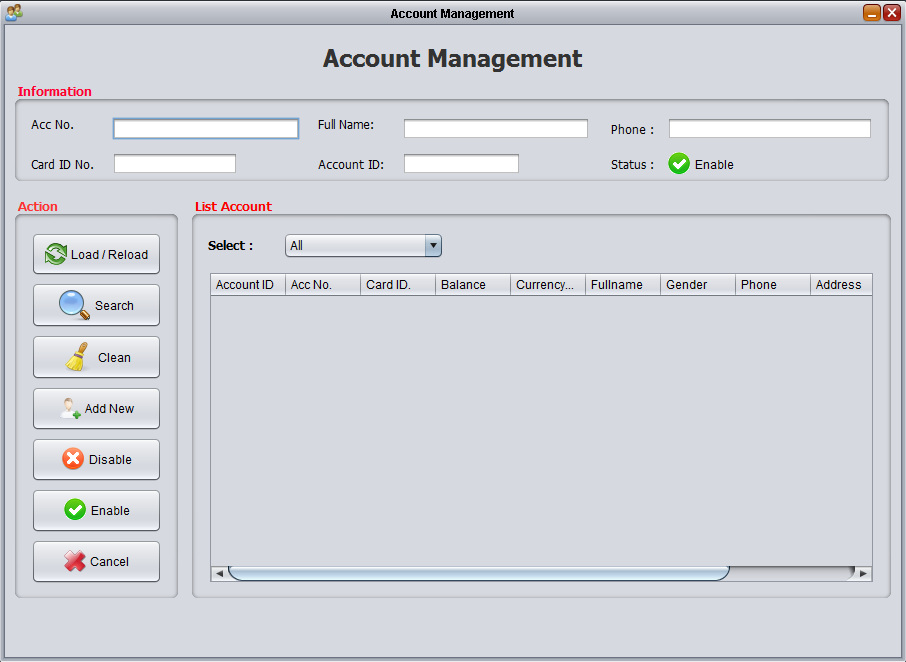 Account Management
Account Management
Information
Acc No. Full Name: Phone :
Card ID No. Account ID: Status : Enable
Action
Load / Reload
Search
Clean
Add New
Disable
Enable
Cancel
List Account
Select : All
Account ID Acc No. Card ID. Balance Currency... Fullname Gender Phone Address